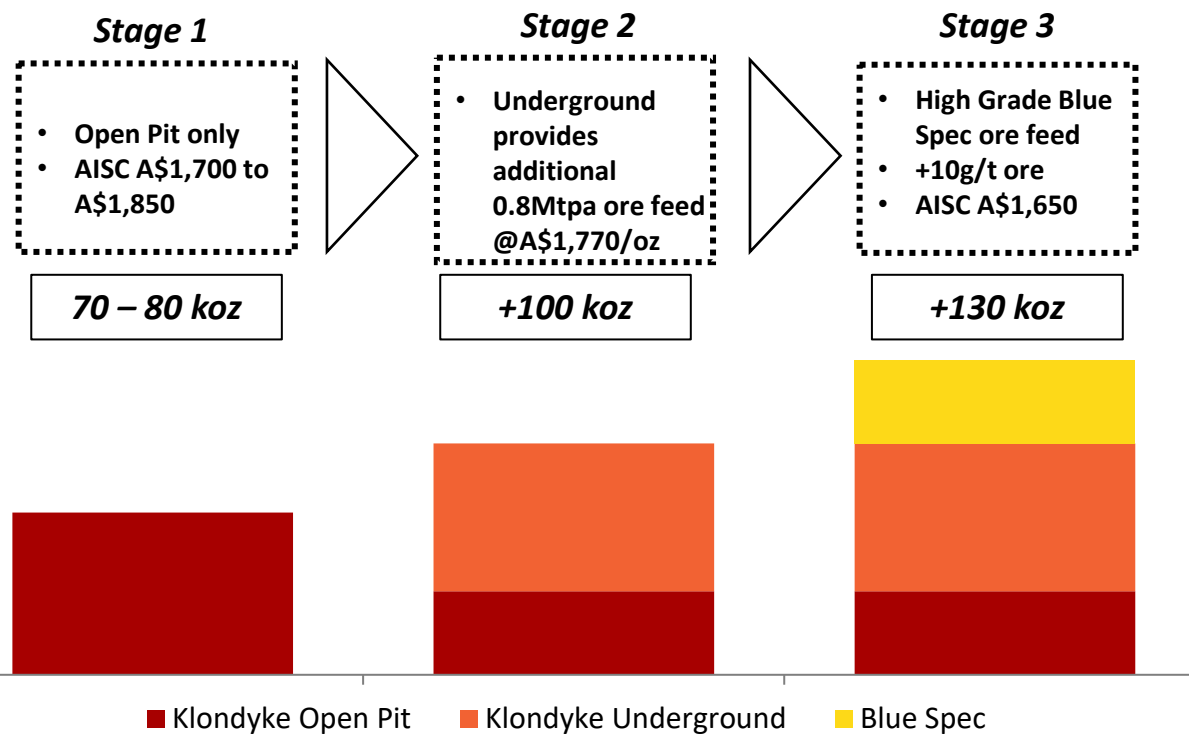 Stage 1
Stage 2
Stage 3
• Open Pit only
• AISC A$1,700 to
A$1,850
• Underground
provides
additional
0.8Mtpa ore feed
@A$1,770/oz
• High Grade Blue
Spec ore feed
• +10g/t ore
• AISC A$1,650
70 – 80 koz
+100 koz
+130 koz
Klondyke Open Pit
Klondyke Underground
Blue Spec